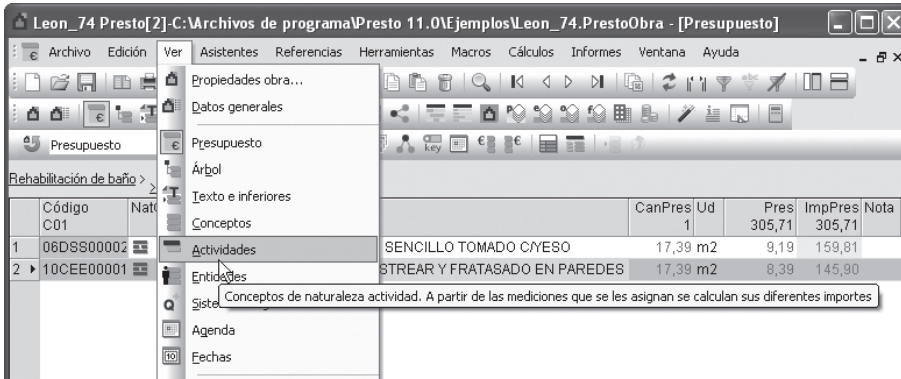 Leon_74 Presto[2]-C:\Archivos de programa\Presto 11.0\Ejemplos\Leon_74.PrestoObra - [Presupuesto]
Archivo Edición Ver Asistentes Referencias Herramientas Macros Cálculos Informes Ventana Ayuda
Propiedades obra...
Datos generales
Presupuesto
Presupuesto
key
Árbol
Rehabilitación de baño >
Texto e inferiores
Código NatC CanPres Ud Pres ImpPres Nota
C01 1 305,71 305,71
Conceptos
1 06DSS00002 SENCILLO TOMADO C/YESO 17,39 m2 9,19 159,81
Actividades
2 10CEE00001 STREAR Y FRATASADO EN PAREDES 17,39 m2 8,39 145,90
Entidades
Conceptos de naturaleza actividad. A partir de las mediciones que se les asignan se calculan sus diferentes importes
Siste
Agenda
Fechas